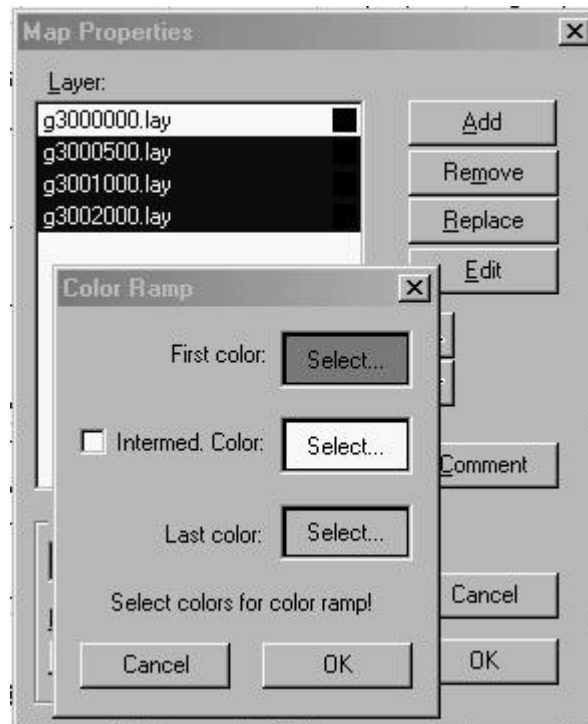 Map Properties
Layer:
g3000000.lay
g3000500.lay
g3001000.lay
g3002000.lay
Add
Remove
Replace
Edit
Comment
Cancel
OK
Color Ramp
First color:
Select...
Intermed. Color:
Select...
Last color:
Select...
Select colors for color ramp!
Cancel
OK